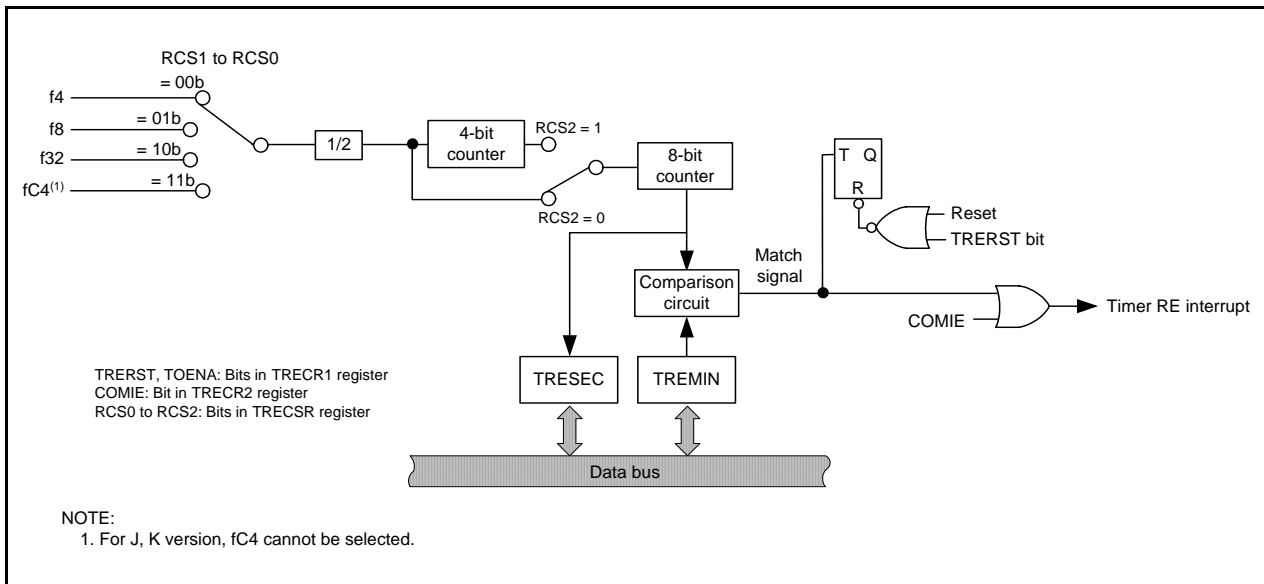 RCS1 to RCS0
= 00b
f4
= 01b
f8
= 10b
f32
= 11b
fC4(1)
1/2
4-bit
counter
RCS2 = 1
RCS2 = 0
8-bit
counter
T Q
R
Reset
TRERST bit
Match
signal
Comparison
circuit
COMIE
Timer RE interrupt
TRESEC
TREMIN
TRERST, TOENA: Bits in TRECR1 register
COMIE: Bit in TRECR2 register
RCS0 to RCS2: Bits in TRECSR register
Data bus
NOTE:
1. For J, K version, fC4 cannot be selected.